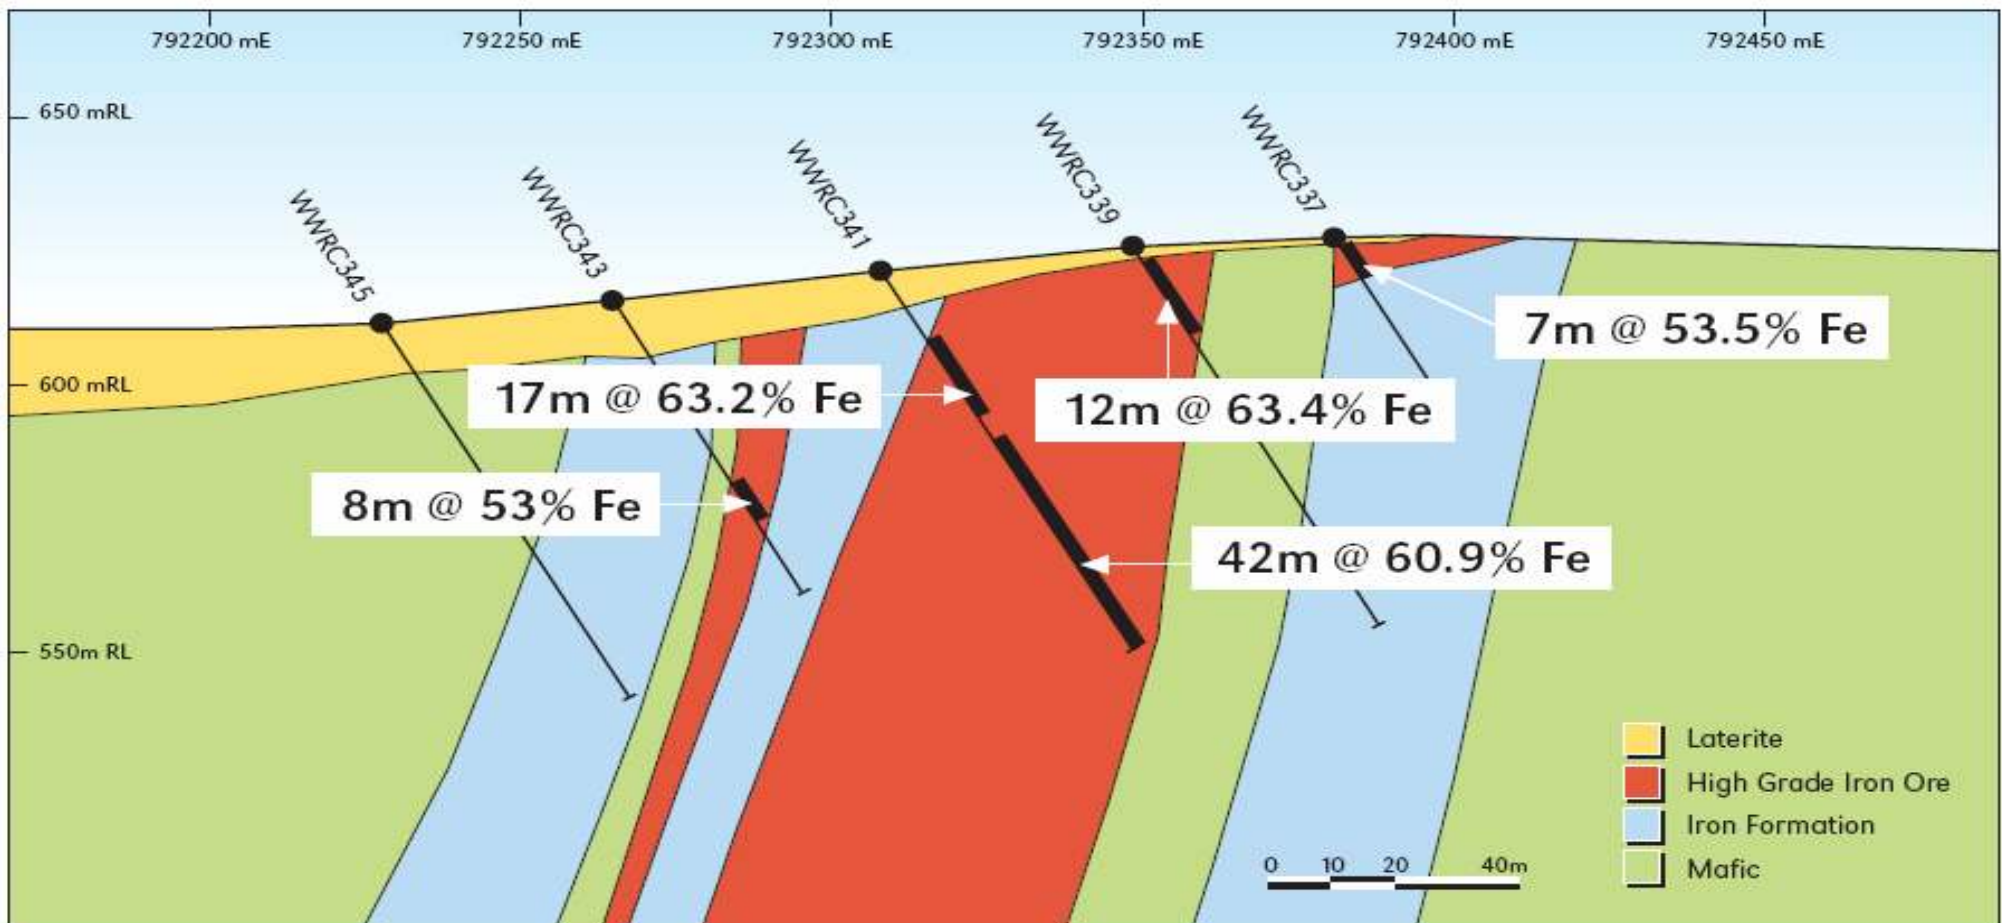 792200 mE
792250 mE
792300 mE
792350 mE
792400 mE
792450 mE
650 mRL
WWRC345
WWRC343
WWRC341
WWRC339
WWRC337
7m @ 53.5% Fe
600 mRL
17m @ 63.2% Fe
12m @ 63.4% Fe
8m @ 53% Fe
42m @ 60.9% Fe
550m RL
Laterite
High Grade Iron Ore
Iron Formation
Mafic
0 10 20 40m